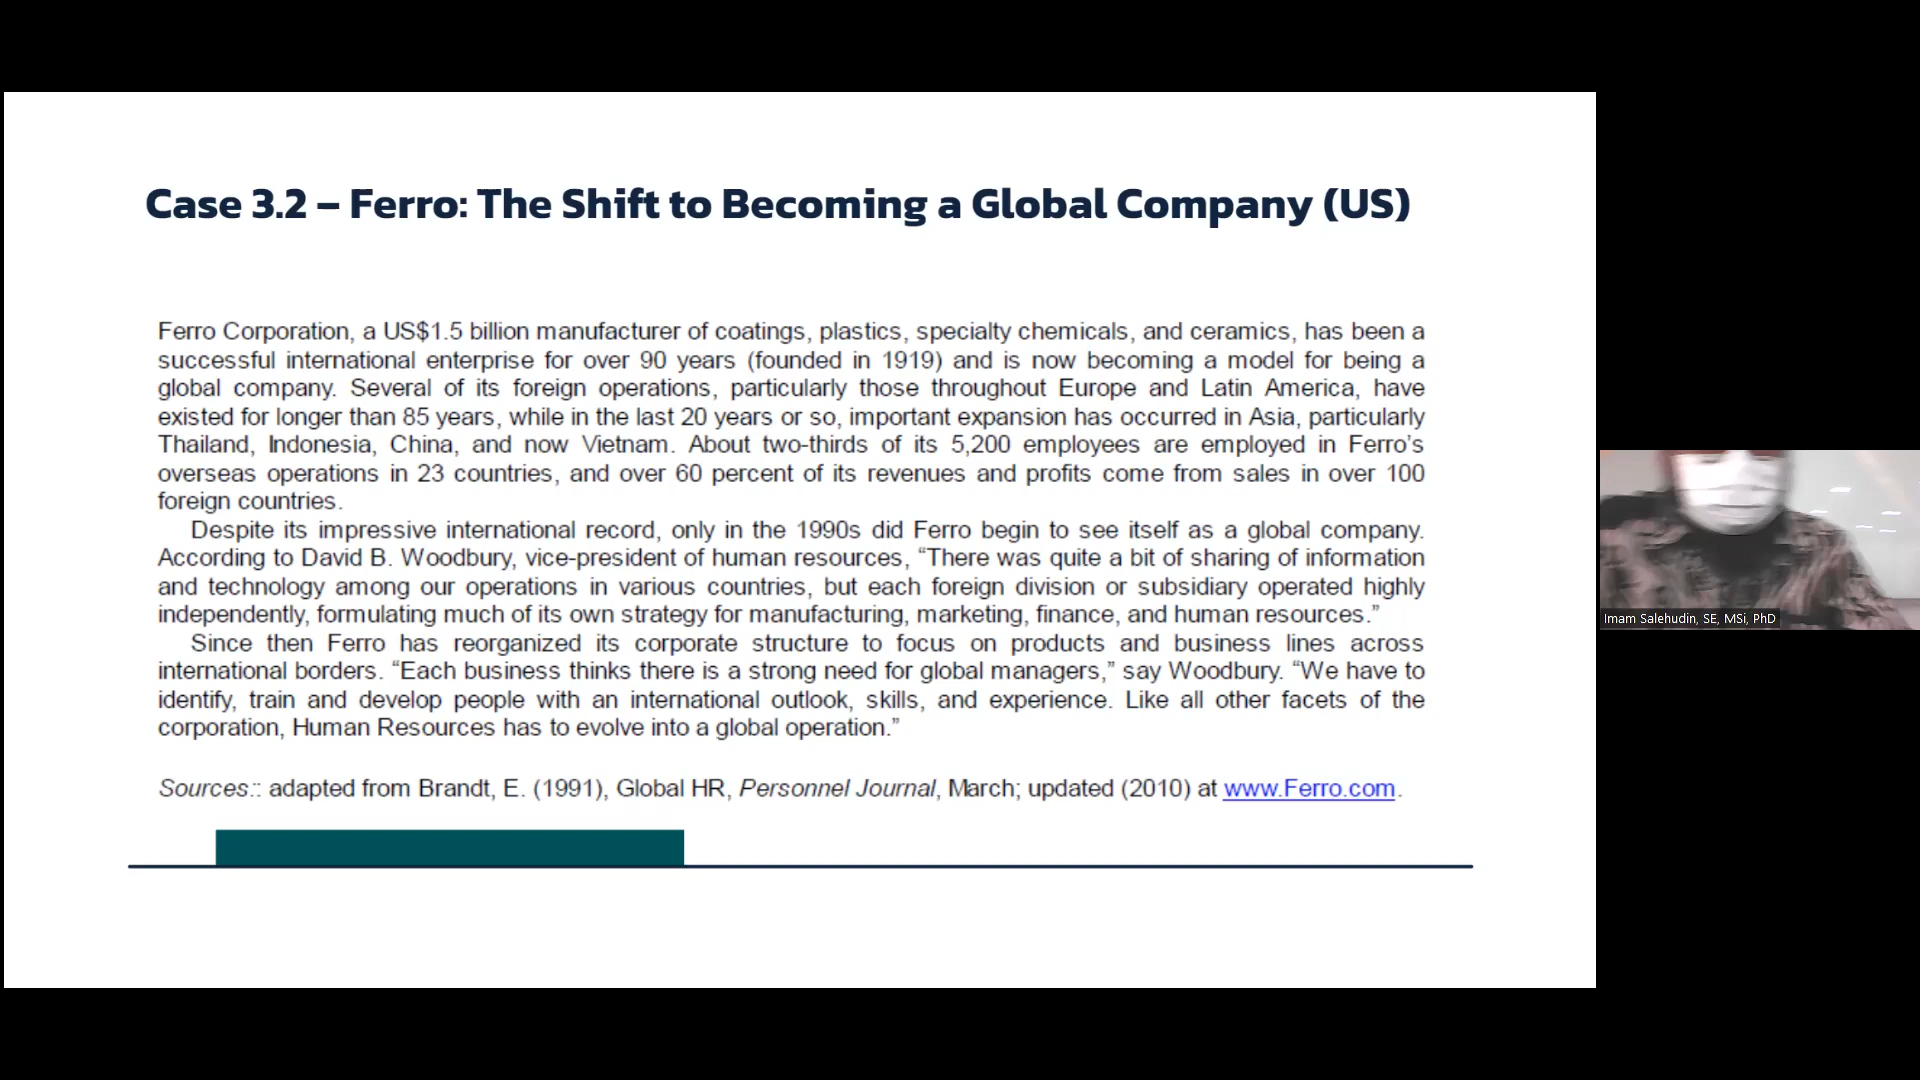 Case 3.2 – Ferro: The Shift to Becoming a Global Company (US)
Ferro Corporation, a US$1.5 billion manufacturer of coatings, plastics, specialty chemicals, and ceramics, has been a
successful international enterprise for over 90 years (founded in 1919) and is now becoming a model for being a
global company. Several of its foreign operations, particularly those throughout Europe and Latin America, have
existed for longer than 85 years, while in the last 20 years or so, important expansion has occurred in Asia, particularly
Thailand, Indonesia, China, and now Vietnam. About two-thirds of its 5,200 employees are employed in Ferro’s
overseas operations in 23 countries, and over 60 percent of its revenues and profits come from sales in over 100
foreign countries.
Despite its impressive international record, only in the 1990s did Ferro begin to see itself as a global company.
According to David B. Woodbury, vice-president of human resources, “There was quite a bit of sharing of information
and technology among our operations in various countries, but each foreign division or subsidiary operated highly
independently, formulating much of its own strategy for manufacturing, marketing, finance, and human resources.”
Since then Ferro has reorganized its corporate structure to focus on products and business lines across
international borders. “Each business thinks there is a strong need for global managers,” say Woodbury. “We have to
identify, train and develop people with an international outlook, skills, and experience. Like all other facets of the
corporation, Human Resources has to evolve into a global operation.”
Sources:: adapted from Brandt, E. (1991), Global HR, Personnel Journal, March; updated (2010) at www.Ferro.com.
Imam Salehudin, SE, MSi, PhD